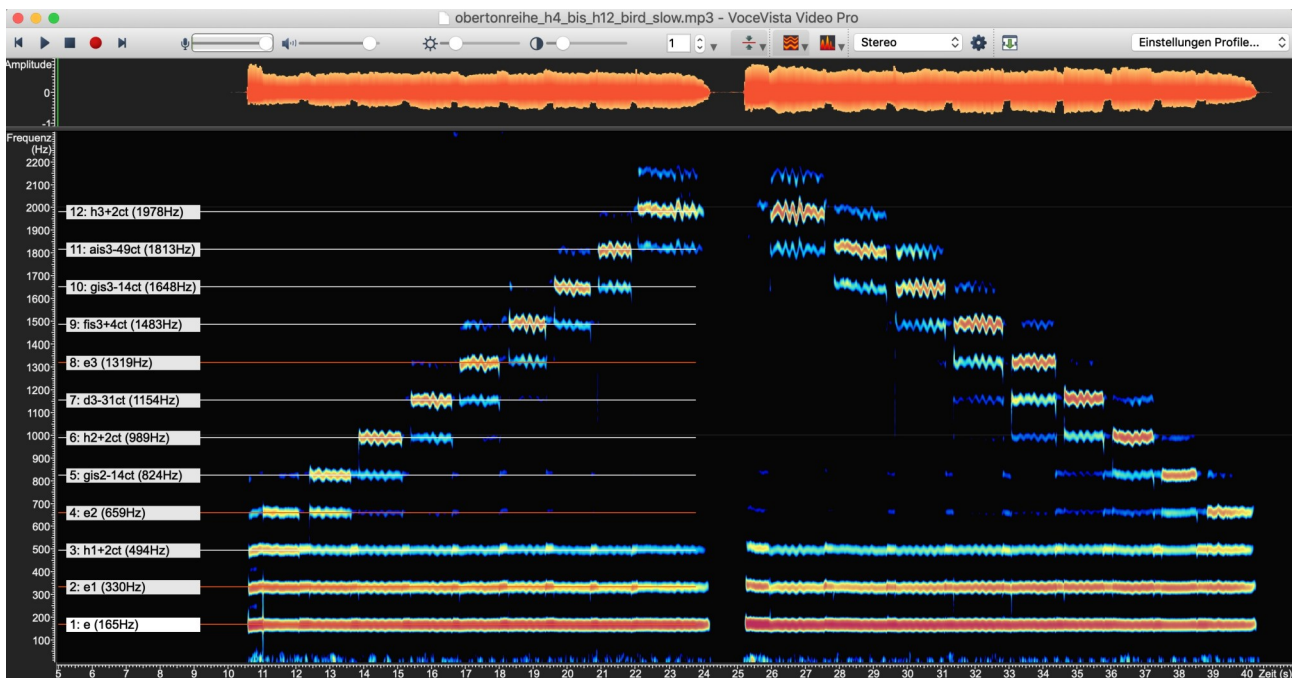 obertonreihe_h4_bis_h12_bird_slow.mp3 - VoceVista Video Pro
1 Stereo Einstellungen Profile...
Amplitude
0
-1
Frequenz
(Hz)
2200
2100
2000
1900
1800
1700
1600
1500
1400
1300
1200
1100
1000
900
800
700
600
500
400
300
200
100
12: h3+2ct (1978Hz)
11: ais3-49ct (1813Hz)
10: gis3-14ct (1648Hz)
9: fis3+4ct (1483Hz)
8: e3 (1319Hz)
7: d3-31ct (1154Hz)
6: h2+2ct (989Hz)
5: gis2-14ct (824Hz)
4: e2 (659Hz)
3: h1+2ct (494Hz)
2: e1 (330Hz)
1: e (165Hz)
5 6 7 8 9 10 11 12 13 14 15 16 17 18 19 20 21 22 23 24 25 26 27 28 29 30 31 32 33 34 35 36 37 38 39 40 Zeit (s)